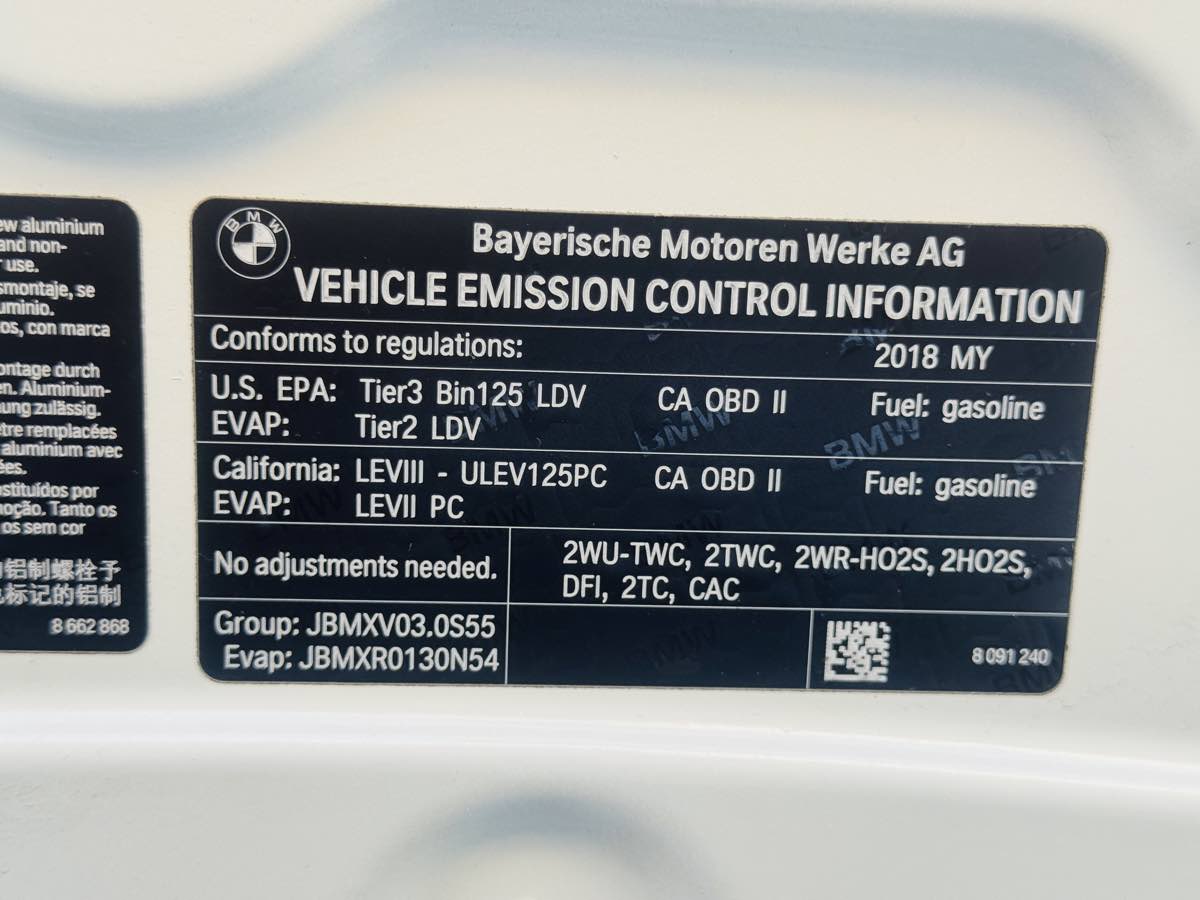 ew aluminium
and non-
use.
smontaje, se
uminio.
os, con marca
ontage durch
en. Aluminium-
nung zulässig.
être remplacées
aluminium avec
ées.
stituídos por
noção. Tanto os
os sem cor
铝制螺栓予
标记的铝制
8 662 868
BMW
Bayerische Motoren Werke AG
VEHICLE EMISSION CONTROL INFORMATION
Conforms to regulations: 2018 MY
U.S. EPA: Tier3 Bin125 LDV CA OBD II Fuel: gasoline
EVAP: Tier2 LDV
California: LEVIII - ULEV125PC CA OBD II Fuel: gasoline
EVAP: LEVII PC
No adjustments needed.
2WU-TWC, 2TWC, 2WR-HO2S, 2HO2S,
DFI, 2TC, CAC
Group: JBMXV03.0S55
Evap: JBMXR0130N54
8 091 240